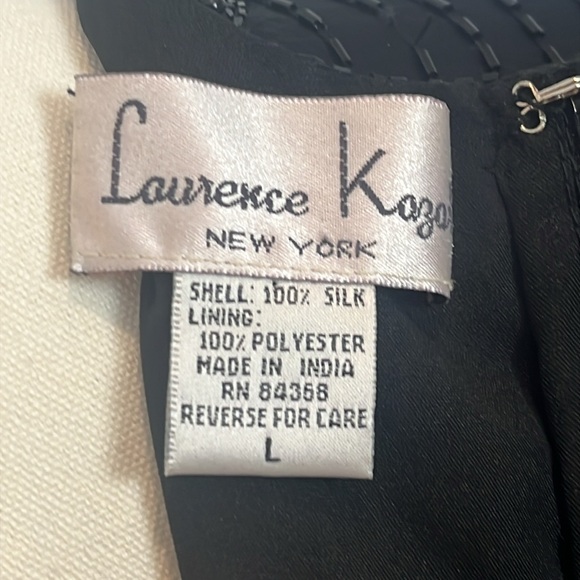 Laurence
NEW YORK
SHELL: 100% SILK
LINING:
100% POLYESTER
MADE IN INDIA
RN 84368
REVERSE FOR CARE
L